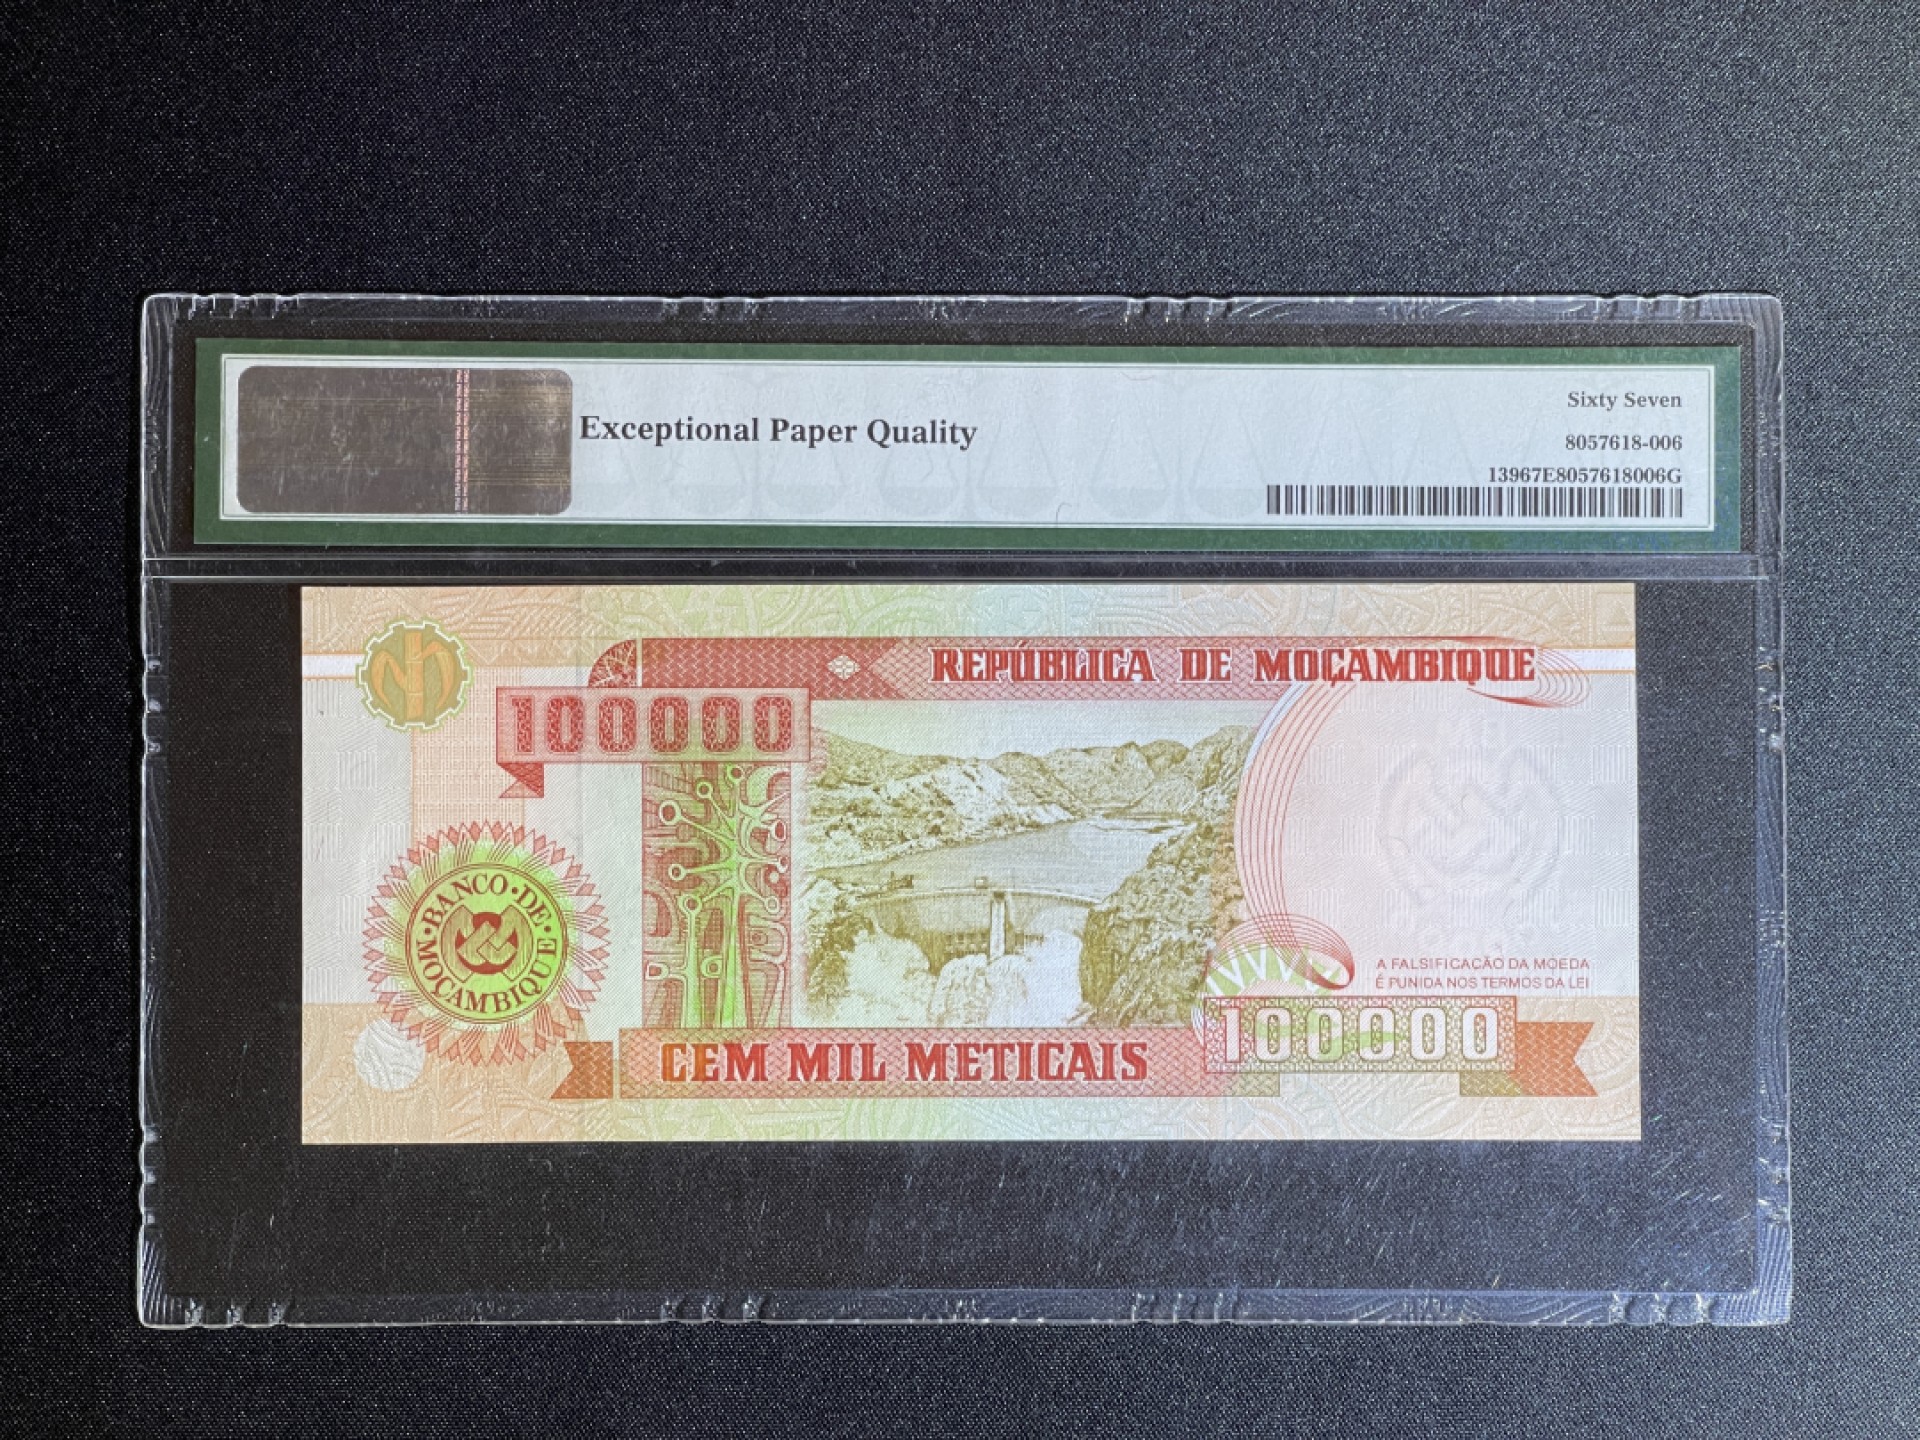 Exceptional Paper Quality
Sixty Seven
8057618-006
13967E8057618006G
REPÚBLICA DE MOÇAMBIQUE
100000
BANCO · DE · MOÇAMBIQUE ·
A FALSIFICAÇÃO DA MOEDA
É PUNIDA NOS TERMOS DA LEI
100000
CEM MIL METICAIS